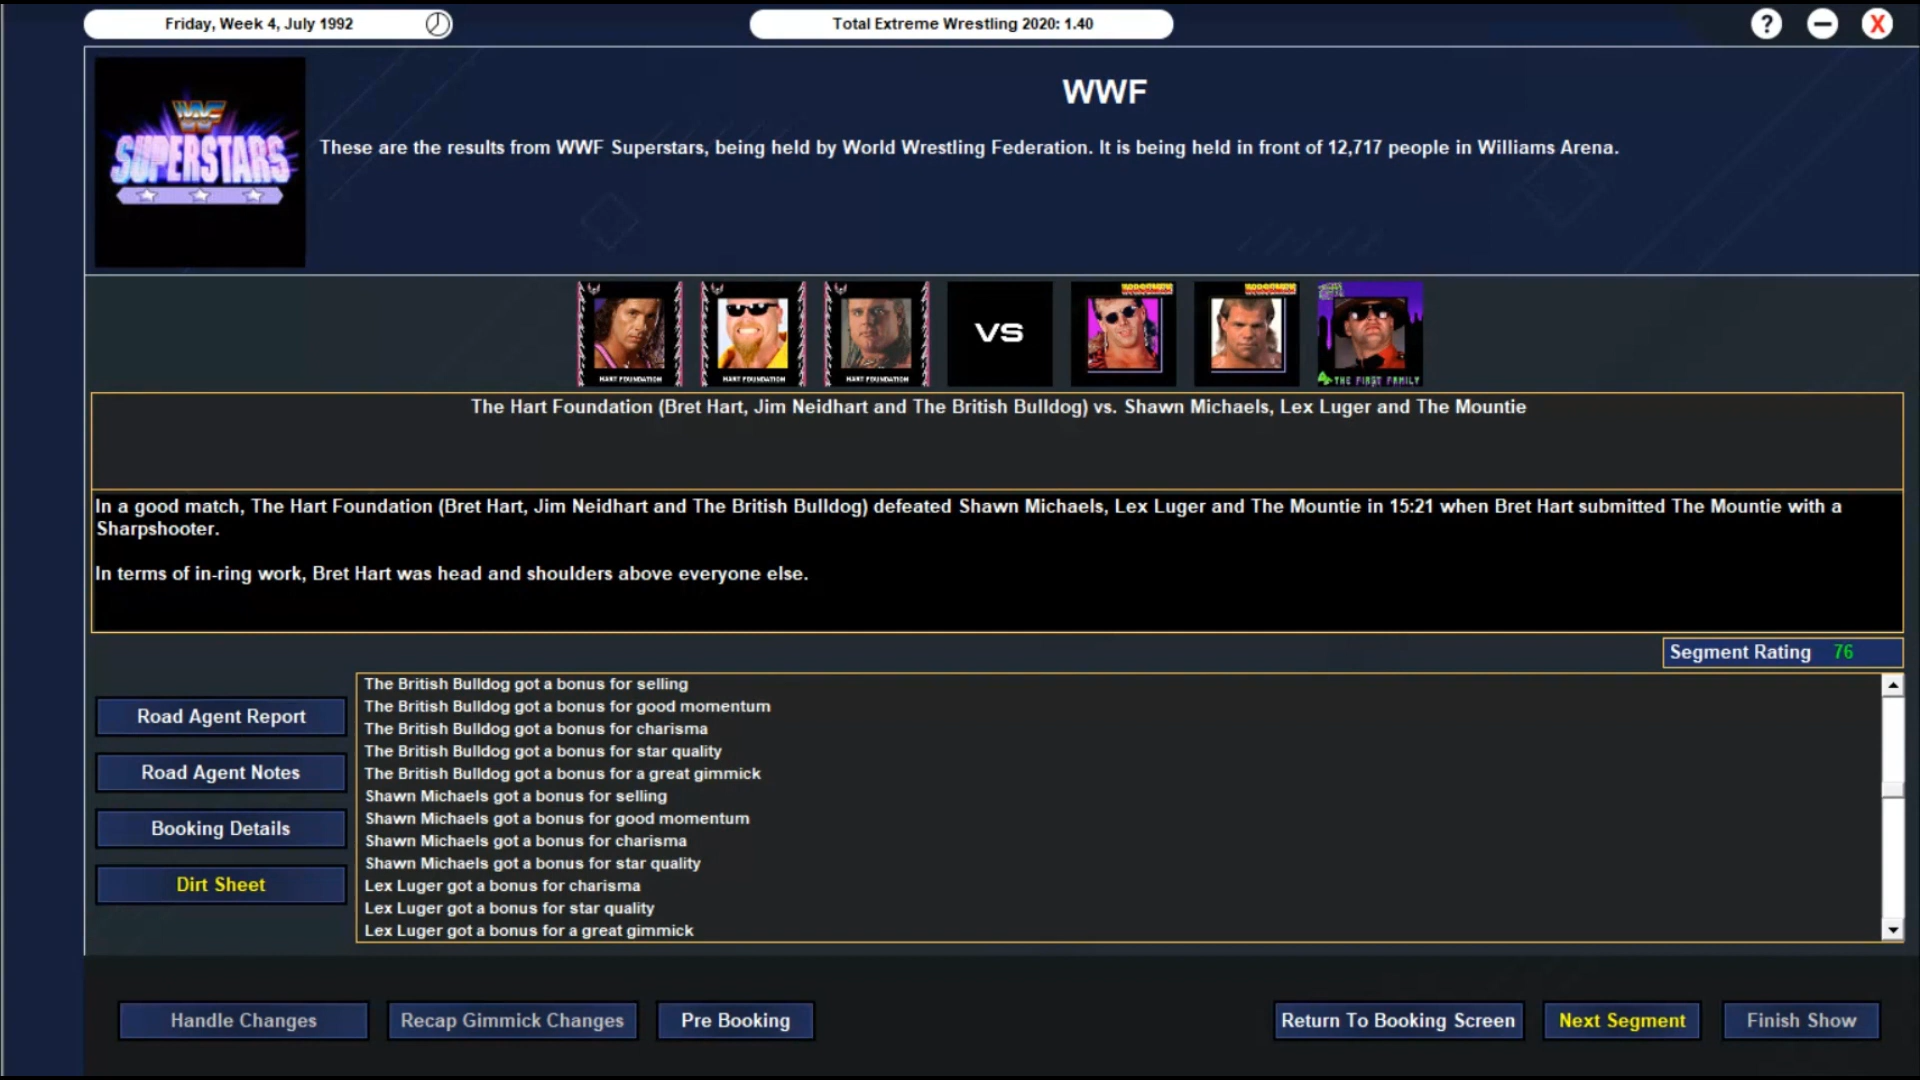 Friday, Week 4, July 1992
Total Extreme Wrestling 2020: 1.40
?
X
WWF
SUPERSTARS
These are the results from WWF Superstars, being held by World Wrestling Federation. It is being held in front of 12,717 people in Williams Arena.
HART FOUNDATION
HART FOUNDATION
HART FOUNDATION
VS
HORSEMEN
HORSEMEN
THE FIRST FAMILY
The Hart Foundation (Bret Hart, Jim Neidhart and The British Bulldog) vs. Shawn Michaels, Lex Luger and The Mountie
In a good match, The Hart Foundation (Bret Hart, Jim Neidhart and The British Bulldog) defeated Shawn Michaels, Lex Luger and The Mountie in 15:21 when Bret Hart submitted The Mountie with a
Sharpshooter.
In terms of in-ring work, Bret Hart was head and shoulders above everyone else.
Segment Rating 76
Road Agent Report
Road Agent Notes
Booking Details
Dirt Sheet
The British Bulldog got a bonus for selling
The British Bulldog got a bonus for good momentum
The British Bulldog got a bonus for charisma
The British Bulldog got a bonus for star quality
The British Bulldog got a bonus for a great gimmick
Shawn Michaels got a bonus for selling
Shawn Michaels got a bonus for good momentum
Shawn Michaels got a bonus for charisma
Shawn Michaels got a bonus for star quality
Lex Luger got a bonus for charisma
Lex Luger got a bonus for star quality
Lex Luger got a bonus for a great gimmick
Handle Changes
Recap Gimmick Changes
Pre Booking
Return To Booking Screen
Next Segment
Finish Show